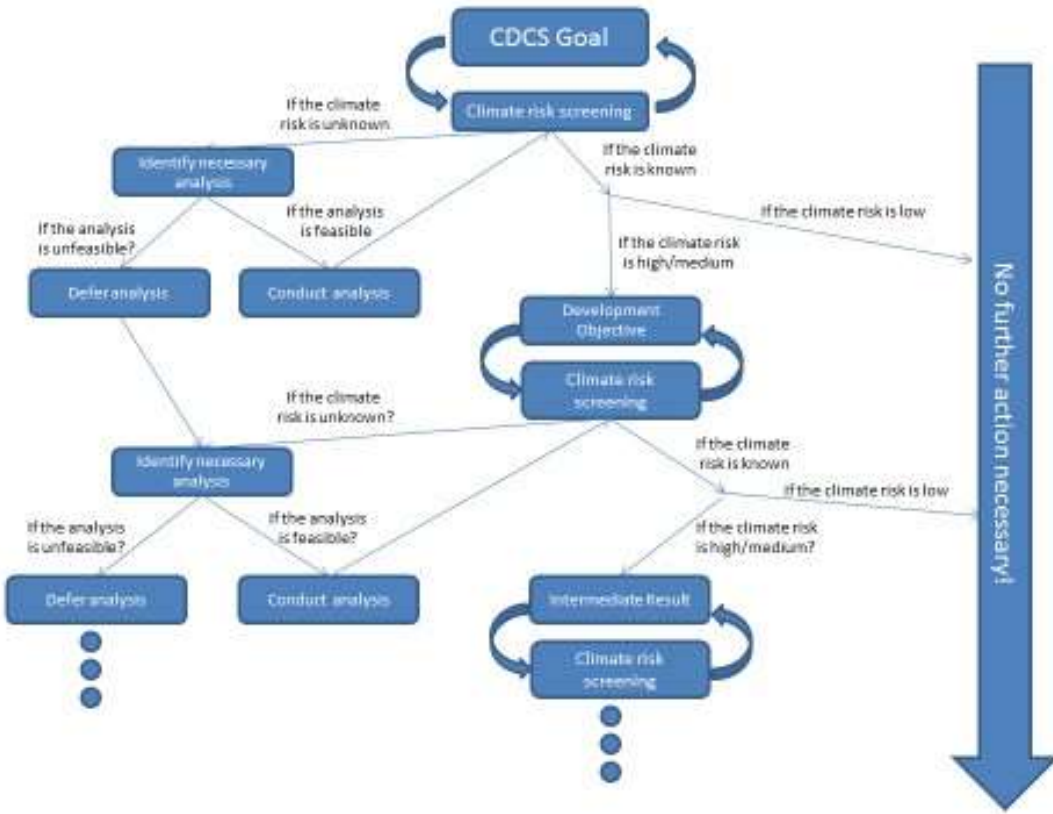 CDCS Goal
Climate risk screening
If the climate
risk is unknown
If the climate
risk is known
Identify necessary
analysis
If the analysis
is unfeasible?
If the analysis
is feasible
If the climate risk is low
If the climate risk
is high/medium
Defer analysis
Conduct analysis
Development
Objective
Climate risk
screening
If the climate
risk is unknown?
If the climate
risk is known
Identify necessary
analysis
If the climate risk is low
If the analysis
is unfeasible?
If the analysis
is feasible?
If the climate risk
is high/medium?
Defer analysis
Conduct analysis
Intermediate Result
Climate risk
screening
No further action necessary!